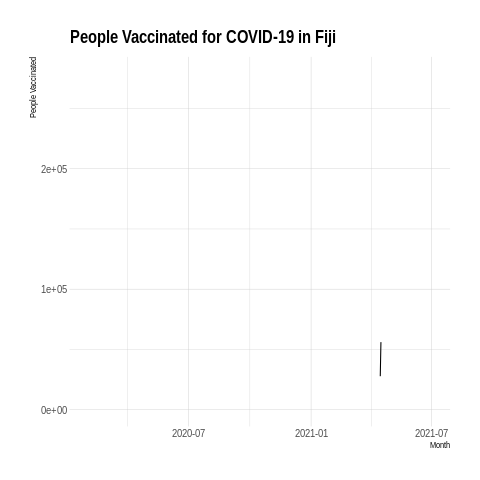 People Vaccinated for COVID-19 in Fiji
People Vaccinated
2e+05
1e+05
0e+00
2020-07
2021-01
2021-07
Month